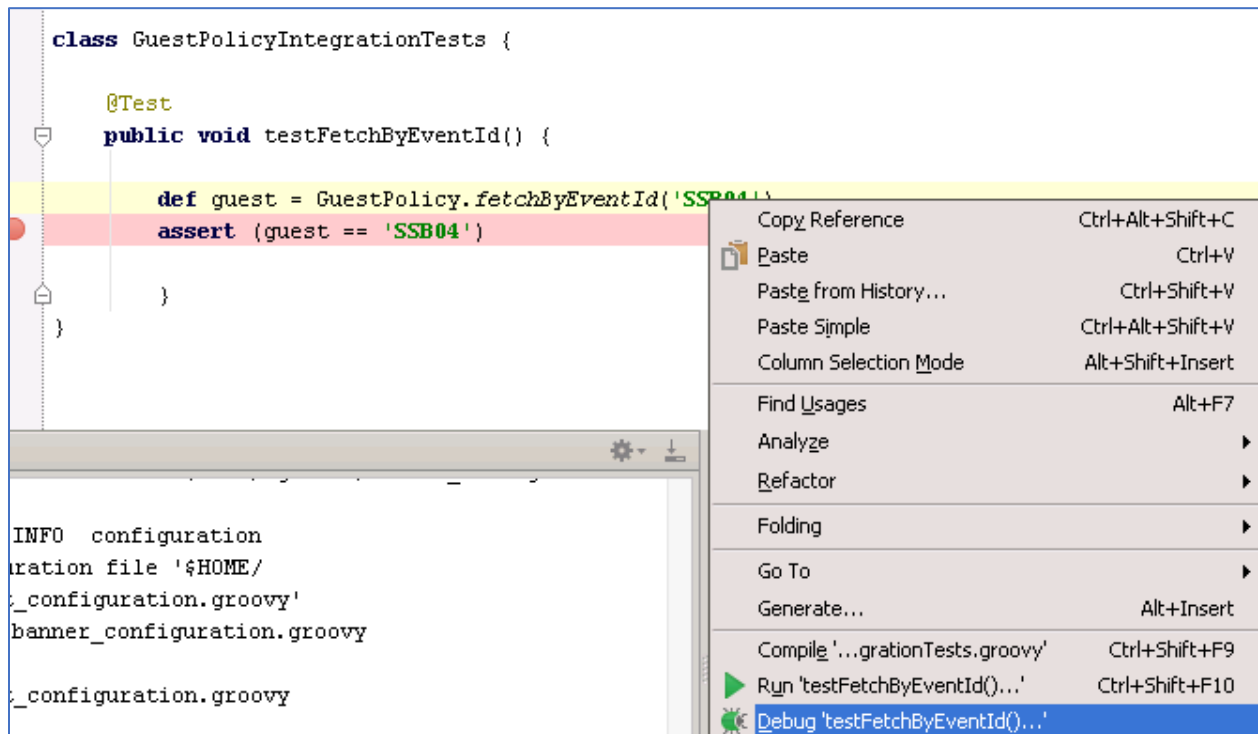 class GuestPolicyIntegrationTests {
@Test
public void testFetchByEventId() {
def guest = GuestPolicy.fetchByEventId('SSB04')
assert (guest == 'SSB04')
}
}
Copy Reference Ctrl+Alt+Shift+C
Paste Ctrl+V
Paste from History... Ctrl+Shift+V
Paste Simple Ctrl+Alt+Shift+V
Column Selection Mode Alt+Shift+Insert
Find Usages Alt+F7
Analyze
Refactor
Folding
Go To
Generate... Alt+Insert
Compile '...grationTests.groovy' Ctrl+Shift+F9
Run 'testFetchByEventId()...' Ctrl+Shift+F10
Debug 'testFetchByEventId()...'
INFO configuration
uration file '$HOME/
t_configuration.groovy'
banner_configuration.groovy
t_configuration.groovy